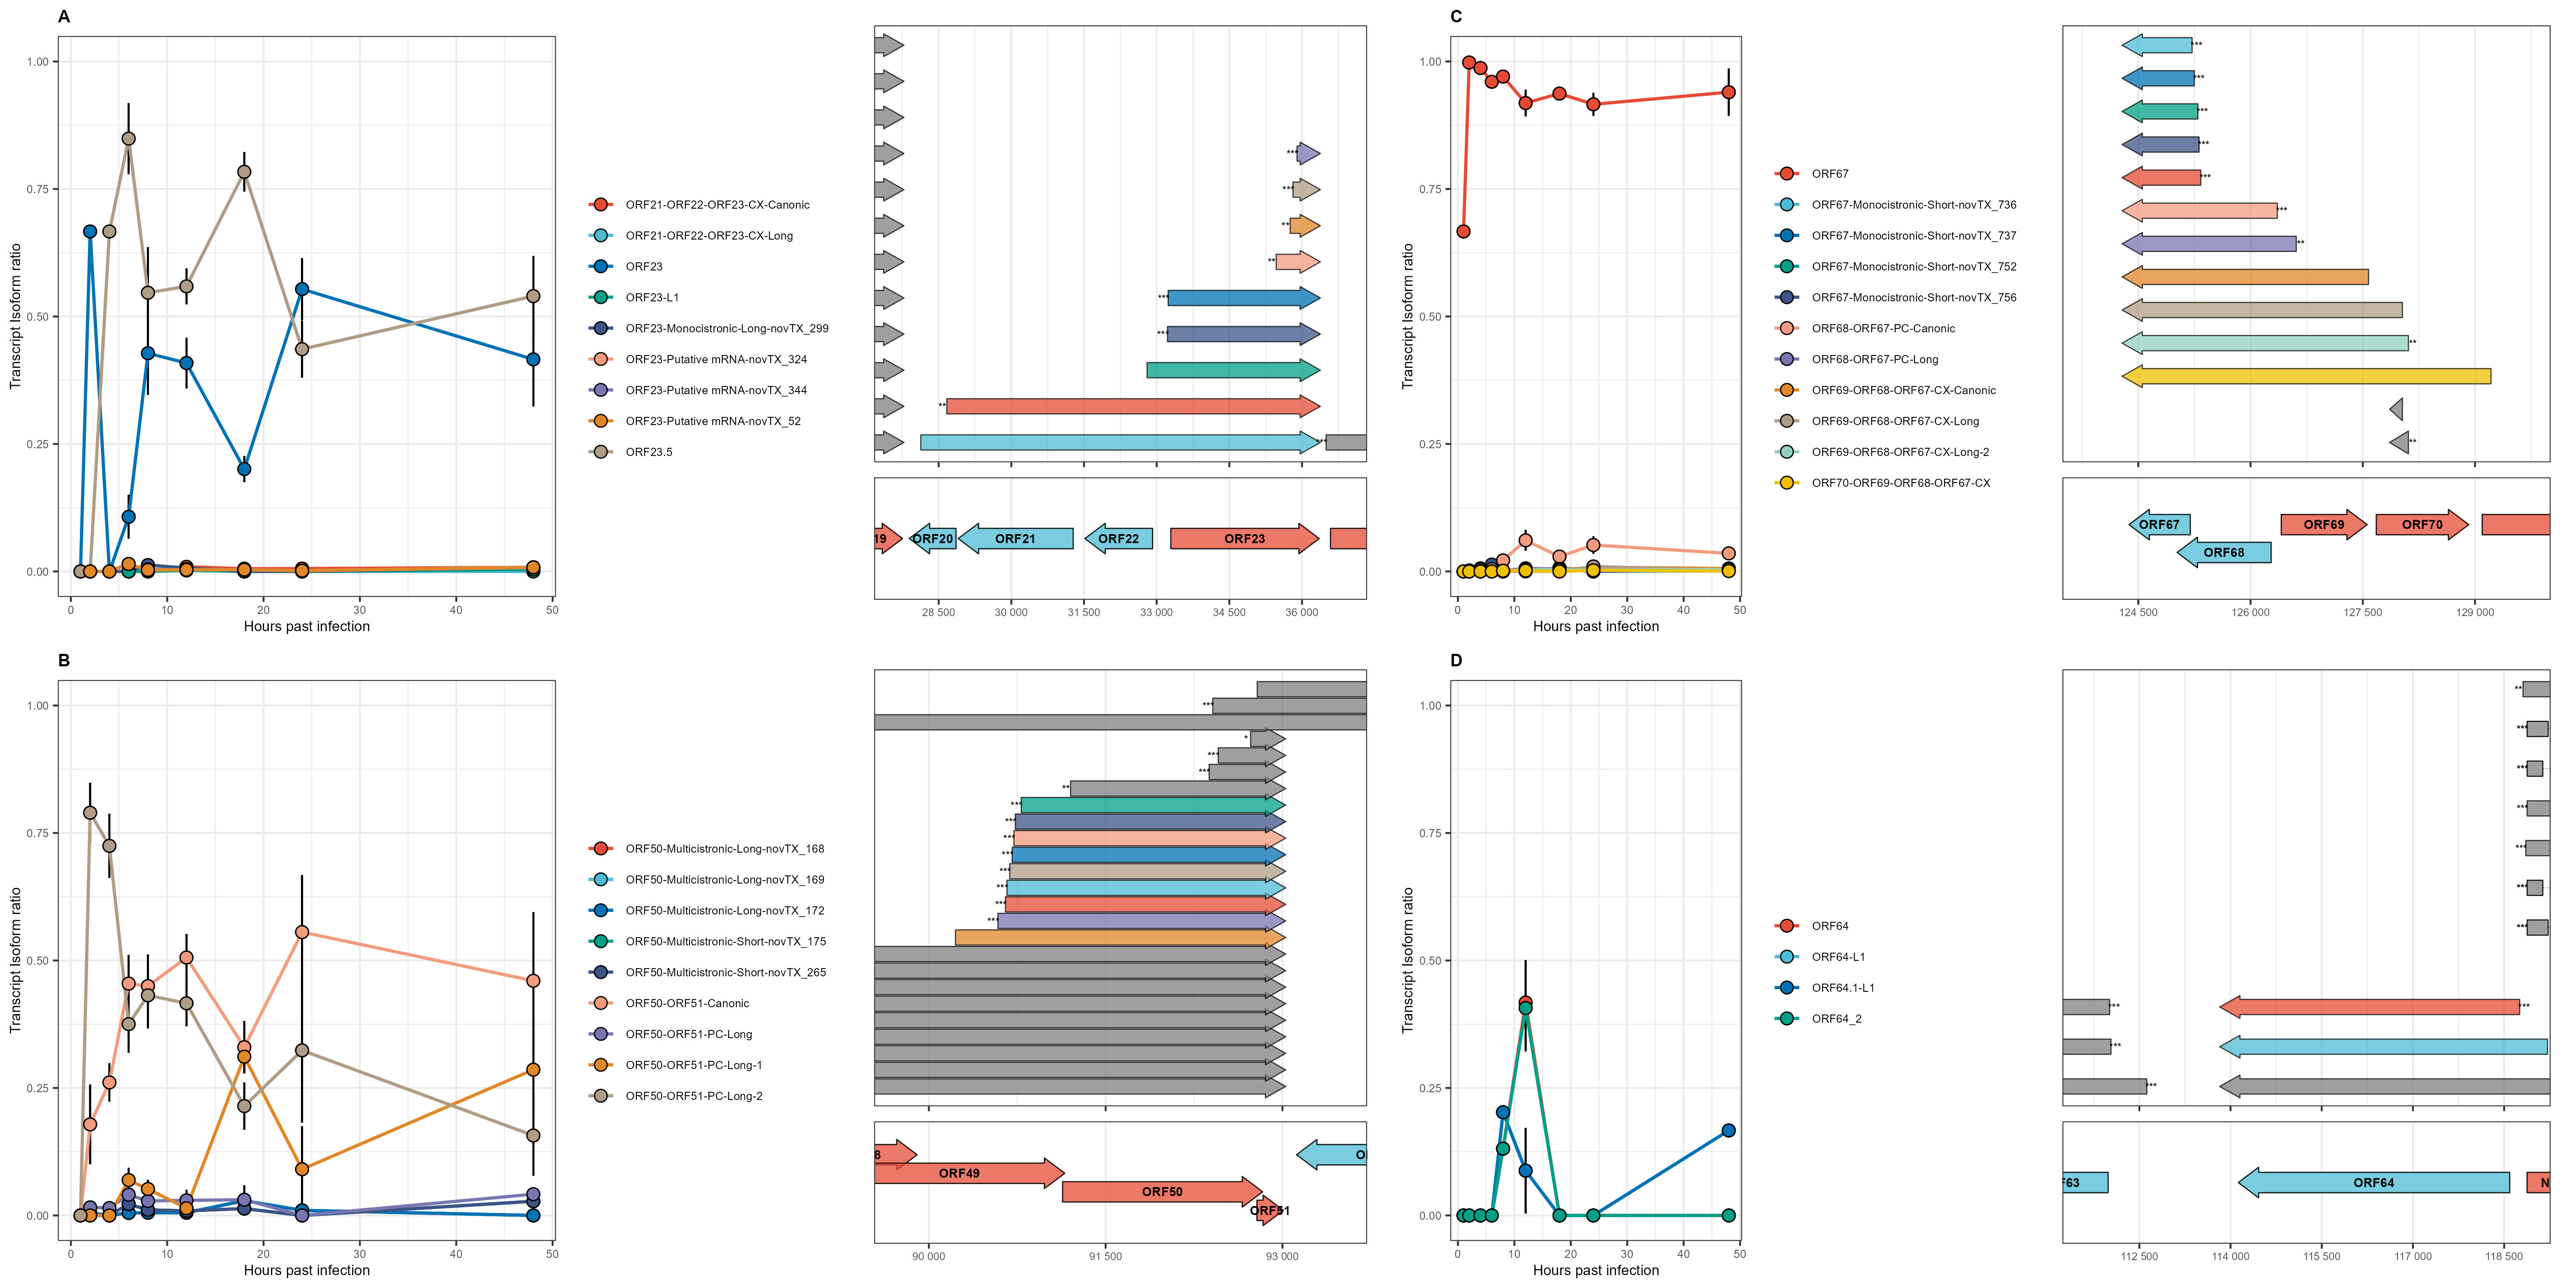 A
Transcript Isoform ratio
1.00
0.75
0.50
0.25
0.00
0 10 20 30 40 50
Hours past infection
ORF21-ORF22-ORF23-CX-Canonic
ORF21-ORF22-ORF23-CX-Long
ORF23
ORF23-L1
ORF23-Monocistronic-Long-novTX_299
ORF23-Putative mRNA-novTX_324
ORF23-Putative mRNA-novTX_344
ORF23-Putative mRNA-novTX_52
ORF23.5
***
***
**
**
***
***
**
***
19 ORF20 ORF21 ORF22 ORF23
28 500 30 000 31 500 33 000 34 500 36 000
C
Transcript Isoform ratio
1.00
0.75
0.50
0.25
0.00
0 10 20 30 40 50
Hours past infection
ORF67
ORF67-Monocistronic-Short-novTX_736
ORF67-Monocistronic-Short-novTX_737
ORF67-Monocistronic-Short-novTX_752
ORF67-Monocistronic-Short-novTX_756
ORF68-ORF67-PC-Canonic
ORF68-ORF67-PC-Long
ORF69-ORF68-ORF67-CX-Canonic
ORF69-ORF68-ORF67-CX-Long
ORF69-ORF68-ORF67-CX-Long-2
ORF70-ORF69-ORF68-ORF67-CX
***
***
***
***
***
***
**
**
**
ORF67 ORF69 ORF70
ORF68
124 500 126 000 127 500 129 000
B
Transcript Isoform ratio
1.00
0.75
0.50
0.25
0.00
0 10 20 30 40 50
Hours past infection
ORF50-Multicistronic-Long-novTX_168
ORF50-Multicistronic-Long-novTX_169
ORF50-Multicistronic-Long-novTX_172
ORF50-Multicistronic-Short-novTX_175
ORF50-Multicistronic-Short-novTX_265
ORF50-ORF51-Canonic
ORF50-ORF51-PC-Long
ORF50-ORF51-PC-Long-1
ORF50-ORF51-PC-Long-2
***
*
***
***
**
***
***
***
***
***
***
***
***
8 O
ORF49
ORF50
ORF51
90 000 91 500 93 000
D
Transcript Isoform ratio
1.00
0.75
0.50
0.25
0.00
0 10 20 30 40 50
Hours past infection
ORF64
ORF64-L1
ORF64.1-L1
ORF64_2
**
***
***
***
***
***
***
*** ***
***
***
F63 ORF64 N
112 500 114 000 115 500 117 000 118 500